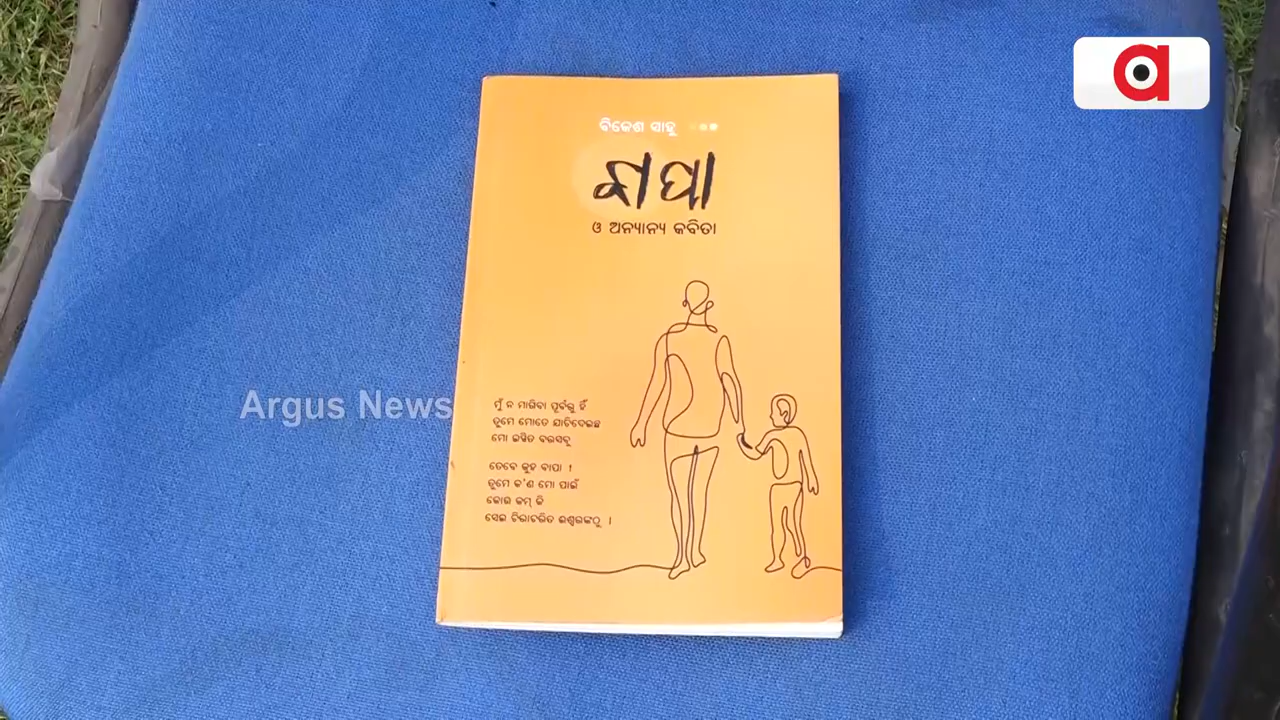 ବିକେଶ ସାହୁ
ବାପା
ଓ ଅନ୍ୟାନ୍ୟ କବିତା
Argus News
ମୁଁ ନ ମାଗିବା ପୂର୍ବରୁ ହିଁ
ତୁମେ ମୋତେ ଯାଚିଦେଇଛ
ମୋ ଇପ୍ସିତ ବରସବୁ
ତେବେ କୁହ ବାପା !
ତୁମେ କ'ଣ ମୋ ପାଇଁ
କୋଉ କମ୍ କି
ସେଇ ଚିରାଚରିତ ଈଶ୍ୱରଙ୍କଠୁ ।